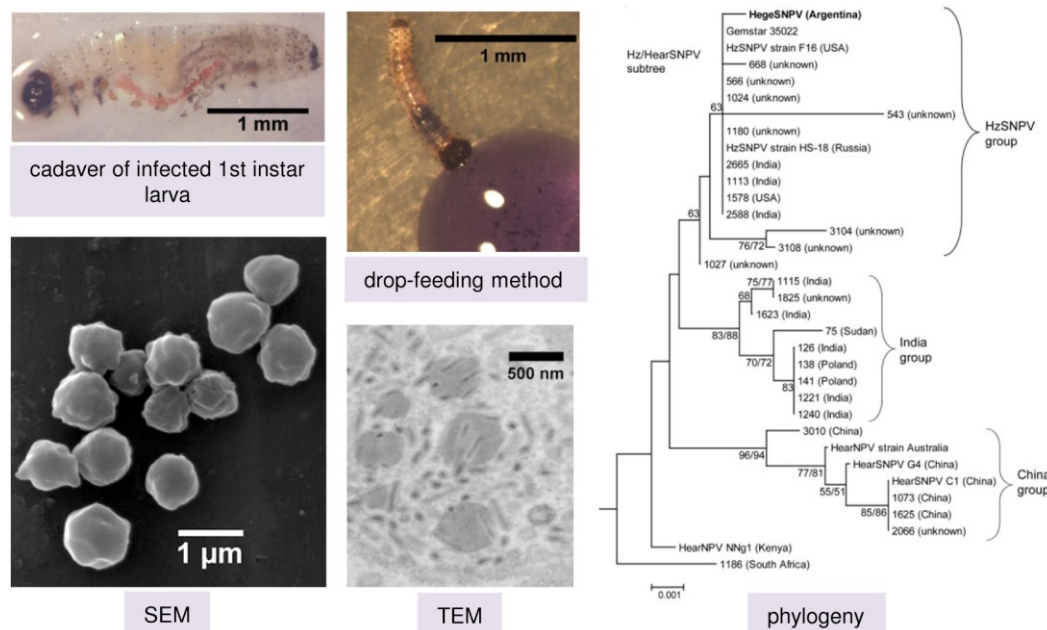 1 mm
cadaver of infected 1st instar
larva
1 mm
drop-feeding method
1 µm
SEM
500 nm
TEM
Hz/HearSNPV
subtree
HegeSNPV (Argentina)
Gemstar 35022
HzSNPV strain F16 (USA)
668 (unknown)
566 (unknown)
1024 (unknown)
63
543 (unknown)
1180 (unknown)
HzSNPV strain HS-18 (Russia)
2665 (India)
1113 (India)
1578 (USA)
2588 (India)
HzSNPV
group
63
3104 (unknown)
76/72
3108 (unknown)
1027 (unknown)
75/77
1115 (India)
68
1825 (unknown)
1623 (India)
83/88
75 (Sudan)
70/72
126 (India)
138 (Poland)
141 (Poland)
83
1221 (India)
1240 (India)
India
group
3010 (China)
96/94
HearNPV strain Australia
77/81
HearSNPV G4 (China)
55/51
HearSNPV C1 (China)
1073 (China)
85/86
1625 (China)
2066 (unknown)
China
group
HearNPV NNg1 (Kenya)
1186 (South Africa)
0.001
phylogeny